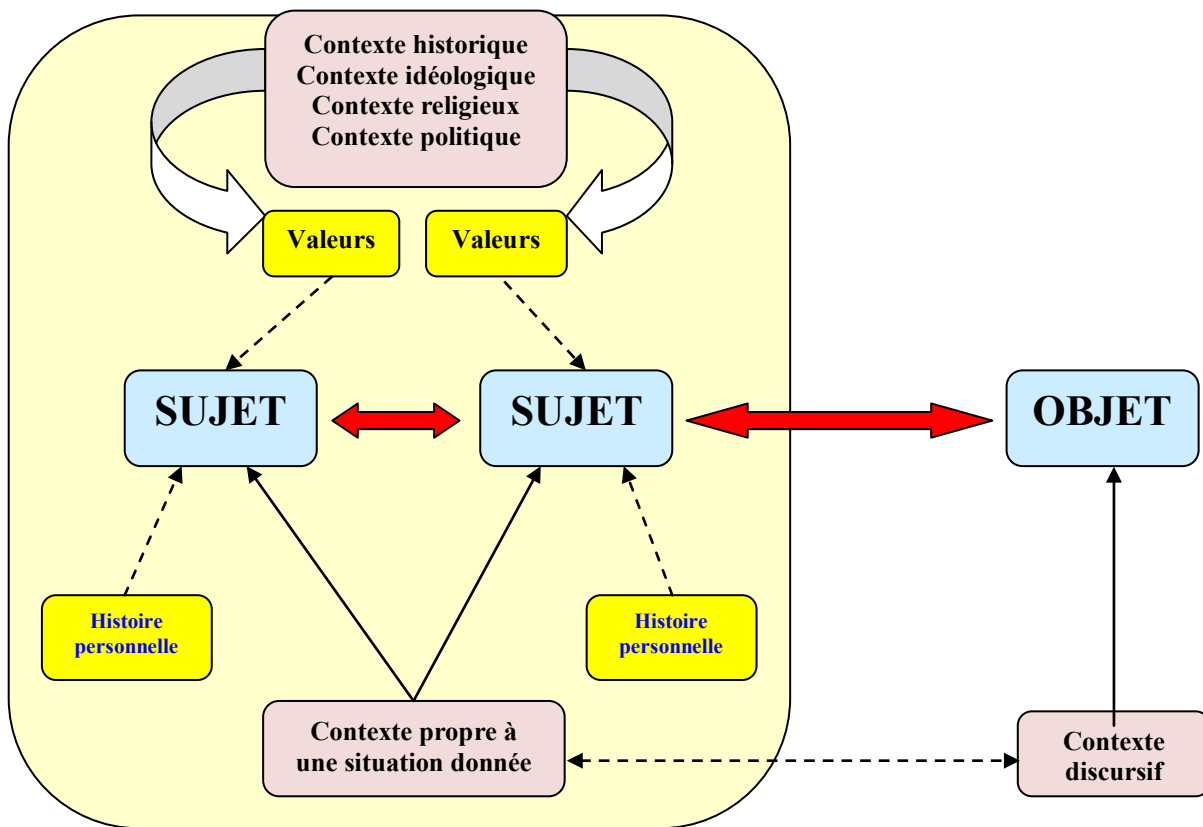 Contexte historique
Contexte idéologique
Contexte religieux
Contexte politique
Valeurs
Valeurs
SUJET
SUJET
OBJET
Histoire
personnelle
Histoire
personnelle
Contexte propre à
une situation donnée
Contexte
discursif